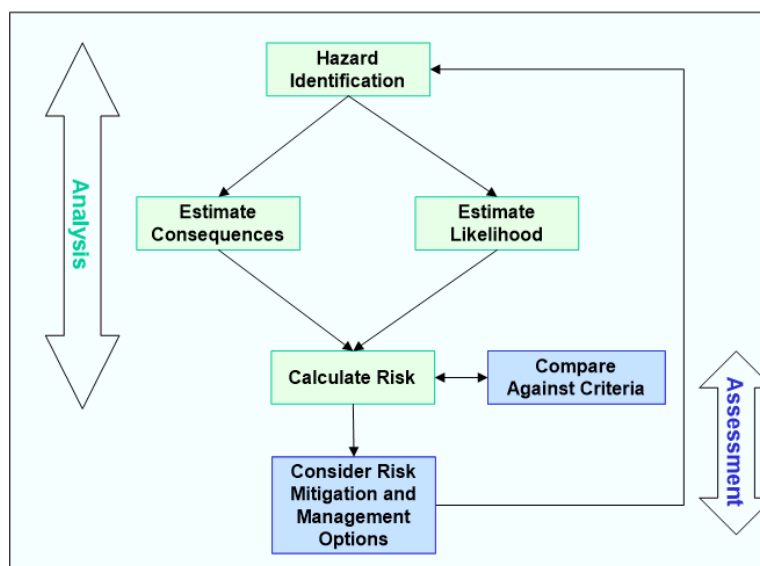 Hazard
Identification
Analysis
Estimate
Consequences
Estimate
Likelihood
Calculate Risk
Compare
Against Criteria
Assessment
Consider Risk
Mitigation and
Management
Options